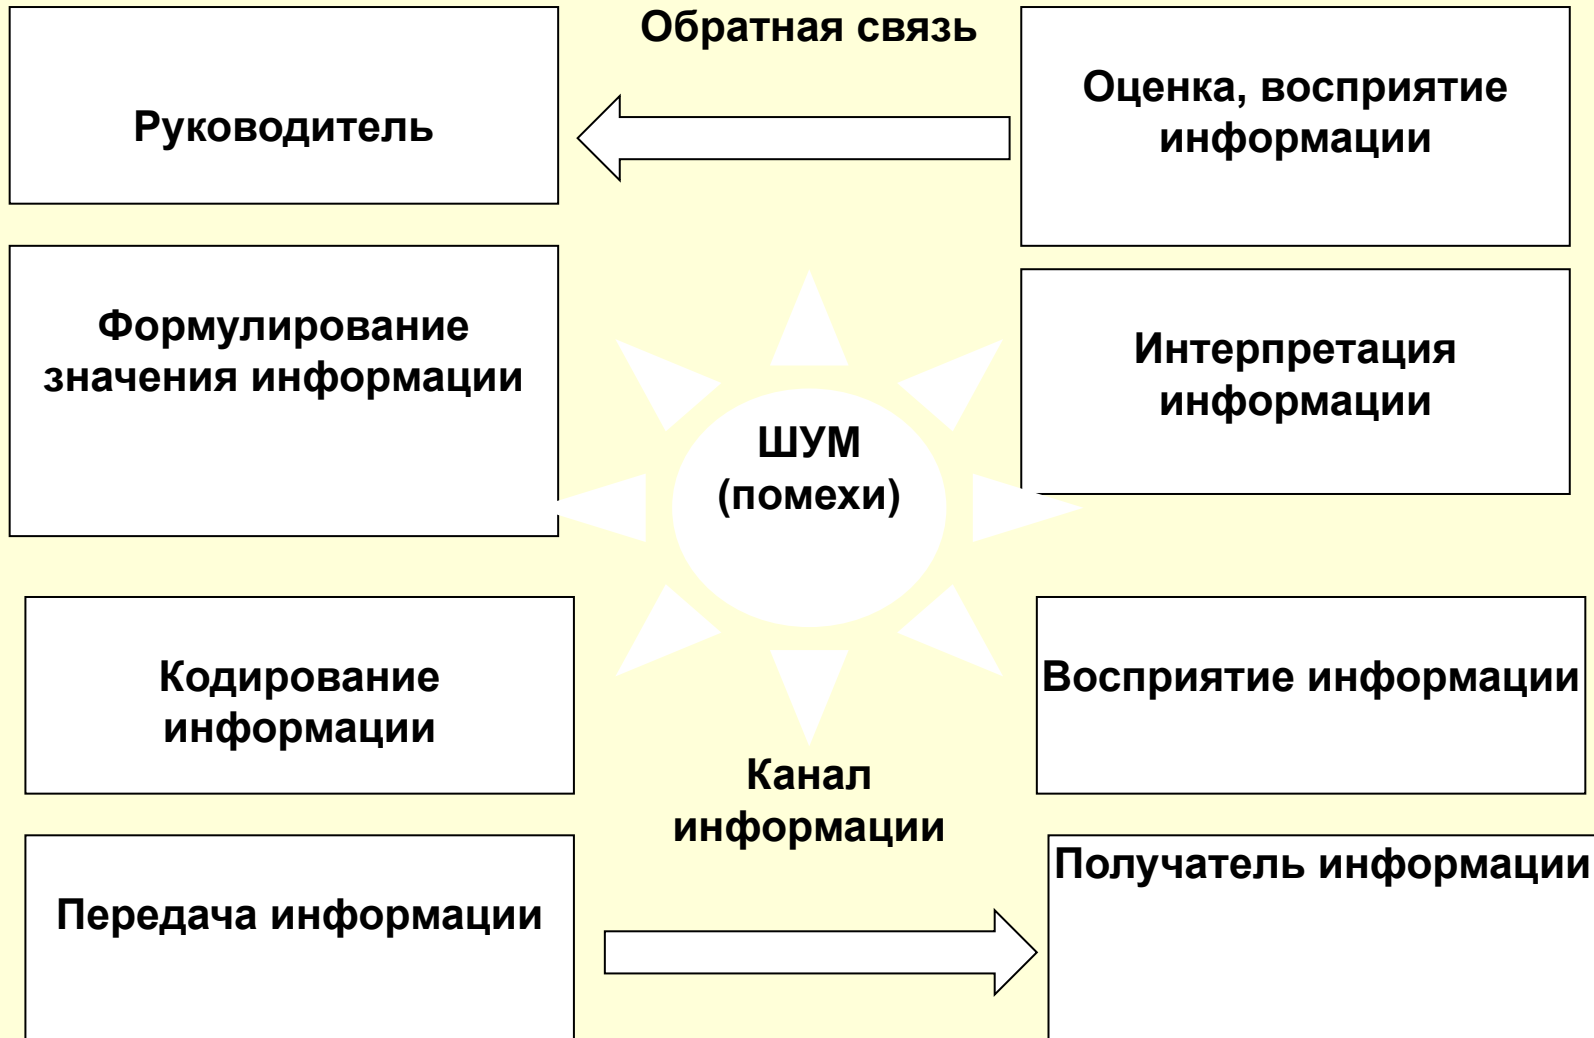 Обратная связь
Руководитель
Оценка, восприятие
информации
Формулирование
значения информации
Интерпретация
информации
ШУМ
(помехи)
Кодирование
информации
Восприятие информации
Канал
информации
Передача информации
Получатель информации